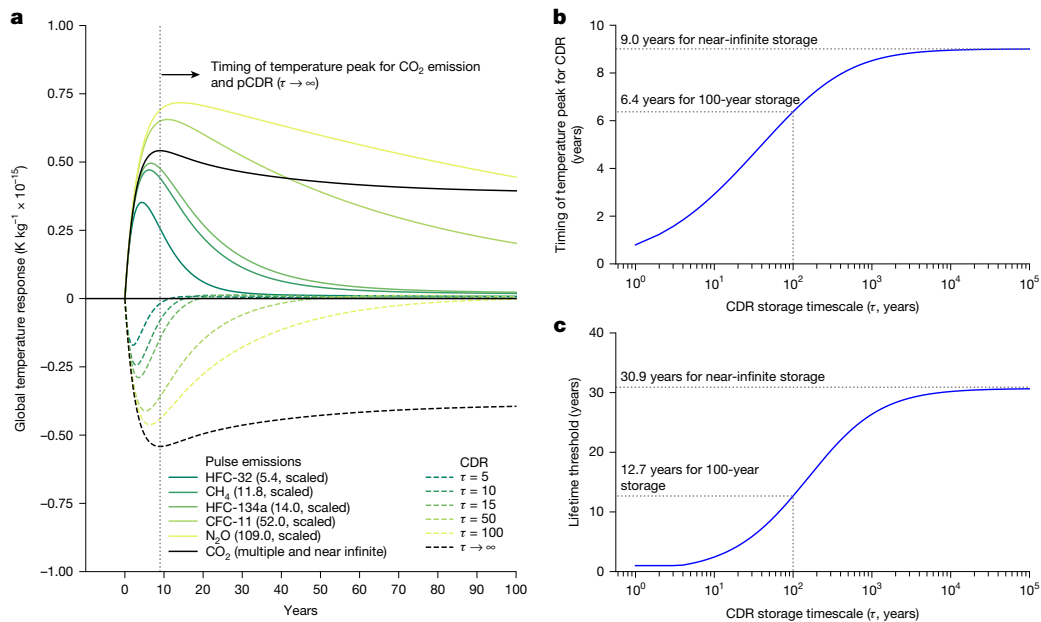 a
1.00
0.75
0.50
0.25
0
−0.25
−0.50
−0.75
−1.00
Global temperature response (K kg⁻¹ × 10⁻¹⁵)
Timing of temperature peak for CO₂ emission
and pCDR (τ → ∞)
Pulse emissions
HFC-32 (5.4, scaled)
CH₄ (11.8, scaled)
HFC-134a (14.0, scaled)
CFC-11 (52.0, scaled)
N₂O (109.0, scaled)
CO₂ (multiple and near infinite)
CDR
τ = 5
τ = 10
τ = 15
τ = 50
τ = 100
τ → ∞
0 10 20 30 40 50 60 70 80 90 100
Years
b
10
8
6
4
2
0
Timing of temperature peak for CDR
(years)
9.0 years for near-infinite storage
6.4 years for 100-year storage
10⁰ 10¹ 10² 10³ 10⁴ 10⁵
CDR storage timescale (τ, years)
c
40
30
20
10
0
Lifetime threshold (years)
30.9 years for near-infinite storage
12.7 years for 100-year
storage
10⁰ 10¹ 10² 10³ 10⁴ 10⁵
CDR storage timescale (τ, years)